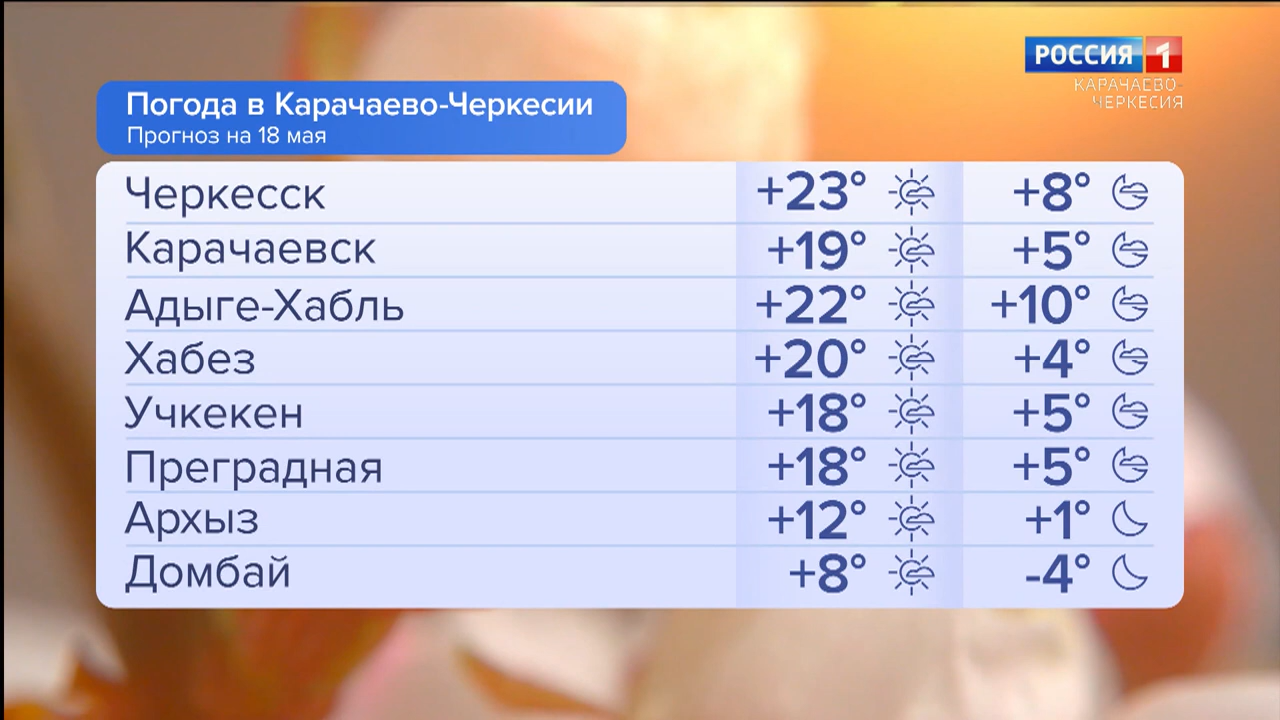 РОССИЯ 1
КАРАЧАЕВО-
ЧЕРКЕСИЯ
Погода в Карачаево-Черкесии
Прогноз на 18 мая
Черкесск +23° +8°
Карачаевск +19° +5°
Адыге-Хабль +22° +10°
Хабез +20° +4°
Учкекен +18° +5°
Преградная +18° +5°
Архыз +12° +1°
Домбай +8° -4°